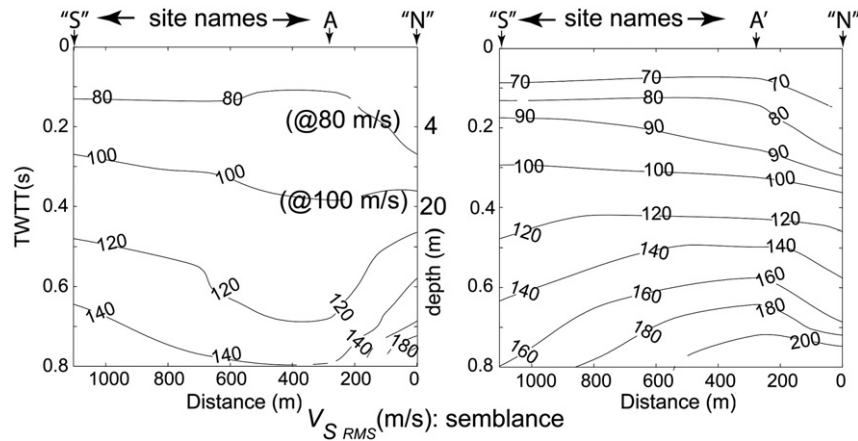 “S” site names A “N”
“S” site names A’ “N”
0
0.2
0.4
0.6
0.8
TWTT(s)
80 80
(@80 m/s) 4
100 100
(@100 m/s) 20
120 120 120
140 140 140 180
depth (m)
1000 800 600 400 200 0
Distance (m)
0
0.2
0.4
0.6
0.8
70 70 70
80 80 80
90 90 90
100 100 100
120 120 120
140 140 140
160 160 160
180 180
200
1000 800 600 400 200 0
Distance (m)
V S RMS (m/s): semblance